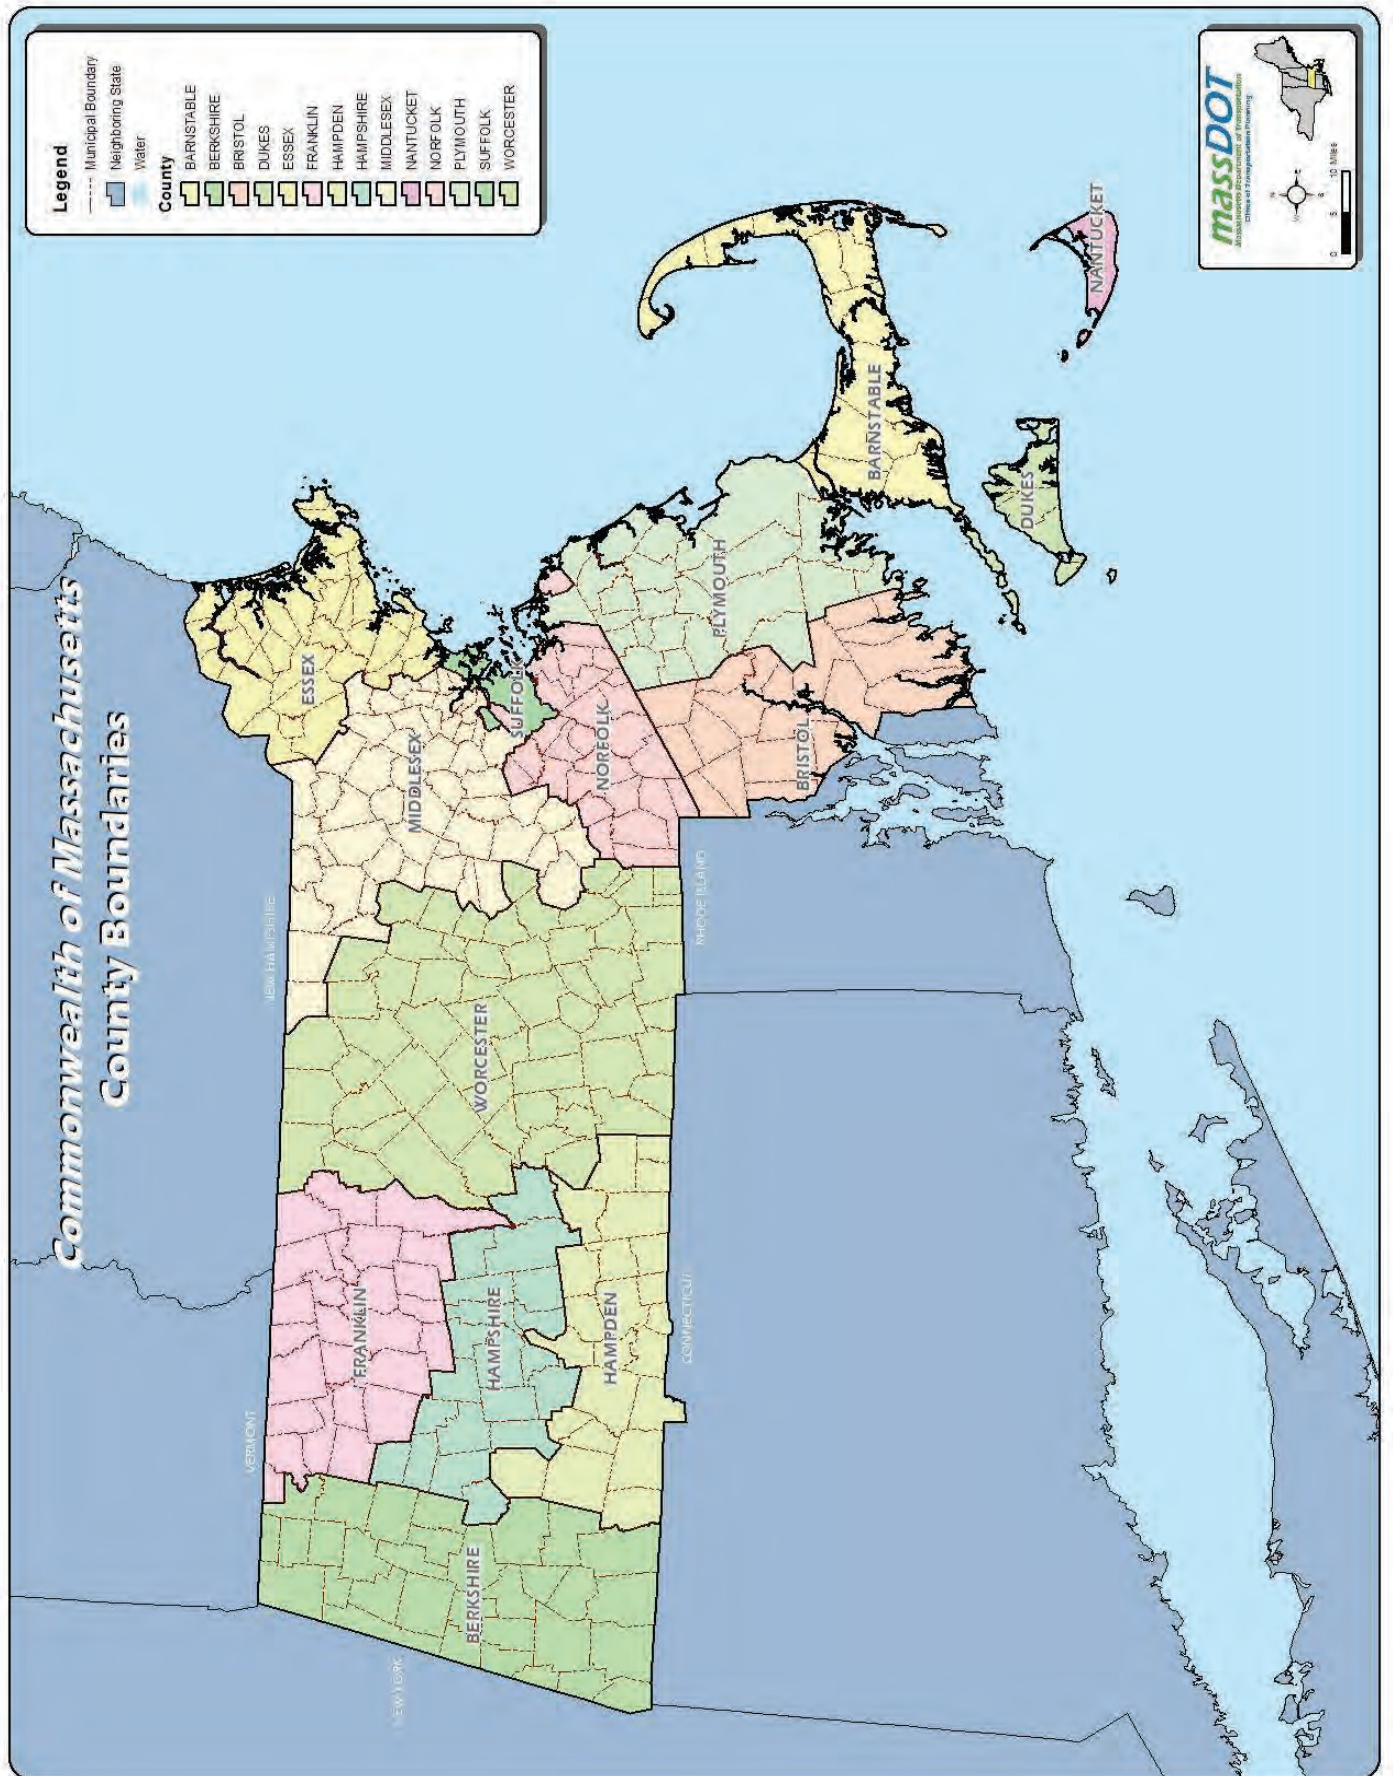 Commonwealth of Massachusetts
County Boundaries
Legend
Municipal Boundary
Neighboring State
Water
County
BARNSTABLE
BERKSHIRE
BRISTOL
DUKES
ESSEX
FRANKLIN
HAMPDEN
HAMPSHIRE
MIDDLESEX
NANTUCKET
NORFOLK
PLYMOUTH
SUFFOLK
WORCESTER
VERMONT
NEW HAMPSHIRE
NEW YORK
ESSEX
FRANKLIN
MIDDLESEX
BERKSHIRE
HAMPSHIRE
WORCESTER
SUFFOLK
HAMPDEN
NORFOLK
CONNECTICUT
RHODE ISLAND
PLYMOUTH
BRISTOL
BARNSTABLE
DUKES
NANTUCKET
massDOT
Massachusetts Department of Transportation
Office of Transportation Planning
N
W
E
S
0 5 10 Miles